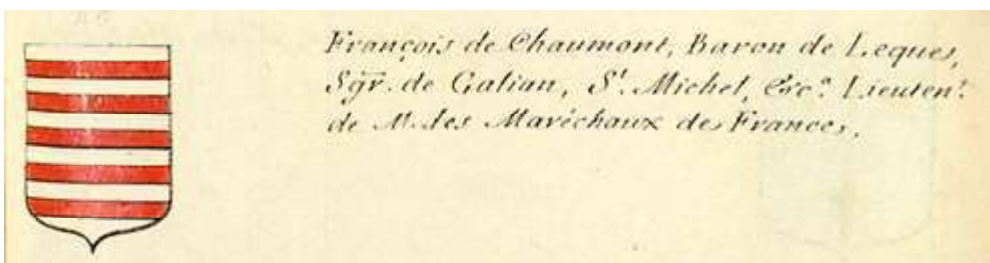 François de Chaumont, Baron de Leques,
Sgr. de Galian, St. Michel, &c.ª Lieuten.t
de M. les Maréchaux de France,